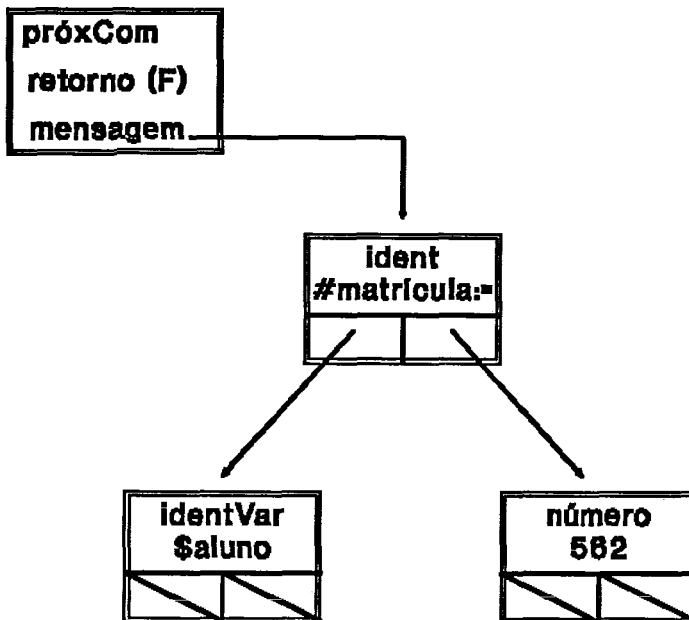 próxCom
retorno (F)
mensagem
ident
#matrícula:=
identVar
$aluno
número
562